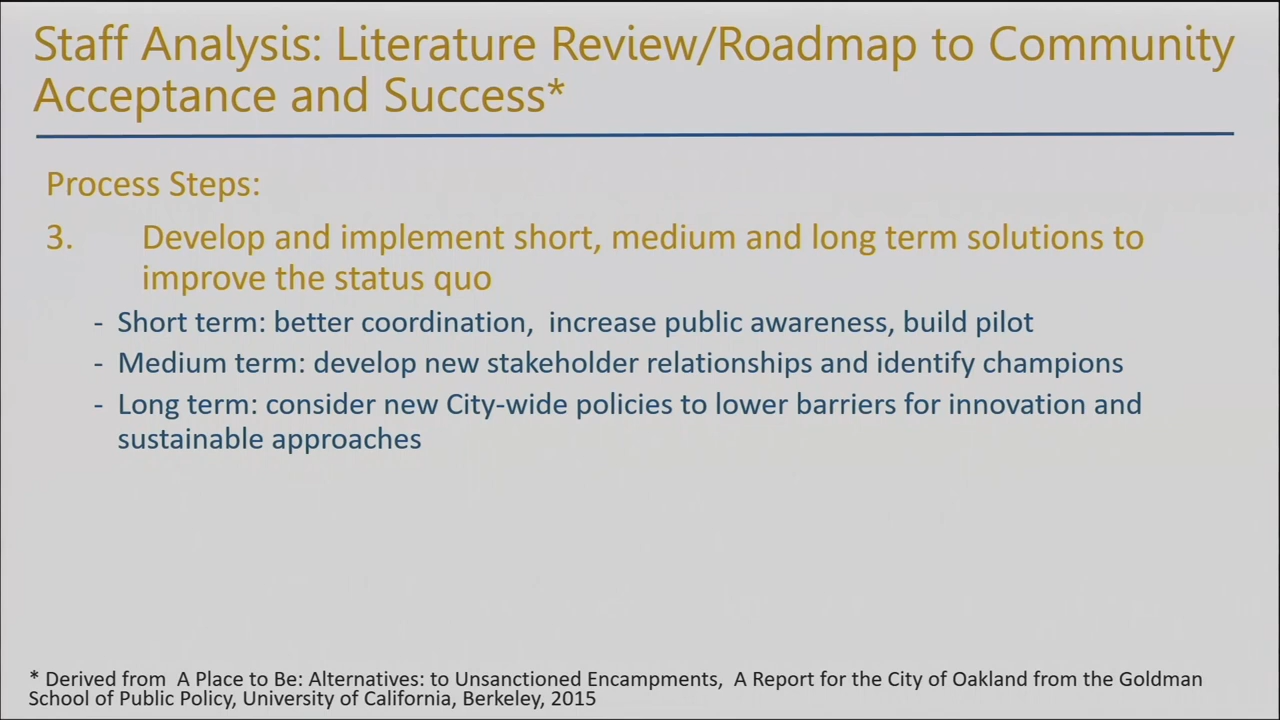 Staff Analysis: Literature Review/Roadmap to Community
Acceptance and Success*
Process Steps:
3. Develop and implement short, medium and long term solutions to
improve the status quo
- Short term: better coordination,  increase public awareness, build pilot
- Medium term: develop new stakeholder relationships and identify champions
- Long term: consider new City-wide policies to lower barriers for innovation and
sustainable approaches
* Derived from  A Place to Be: Alternatives: to Unsanctioned Encampments,  A Report for the City of Oakland from the Goldman
School of Public Policy, University of California, Berkeley, 2015